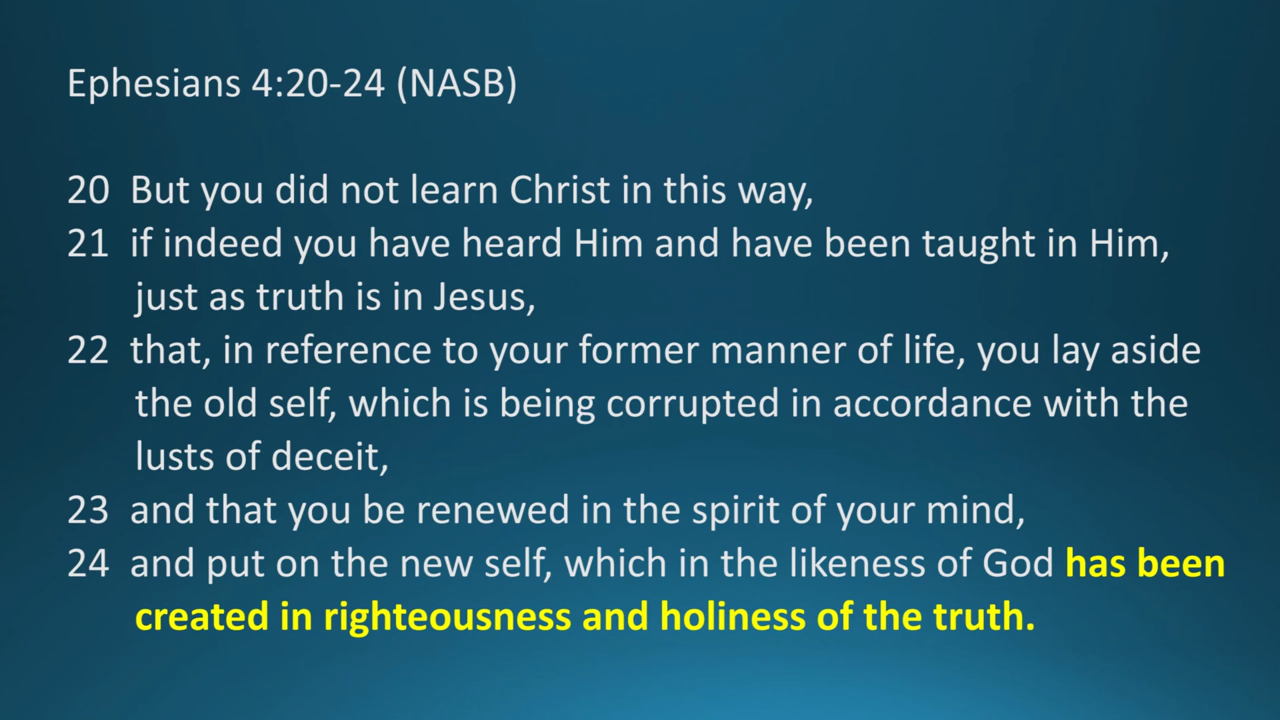 Ephesians 4:20-24 (NASB)
20 But you did not learn Christ in this way,
21 if indeed you have heard Him and have been taught in Him,
just as truth is in Jesus,
22 that, in reference to your former manner of life, you lay aside
the old self, which is being corrupted in accordance with the
lusts of deceit,
23 and that you be renewed in the spirit of your mind,
24 and put on the new self, which in the likeness of God has been
created in righteousness and holiness of the truth.